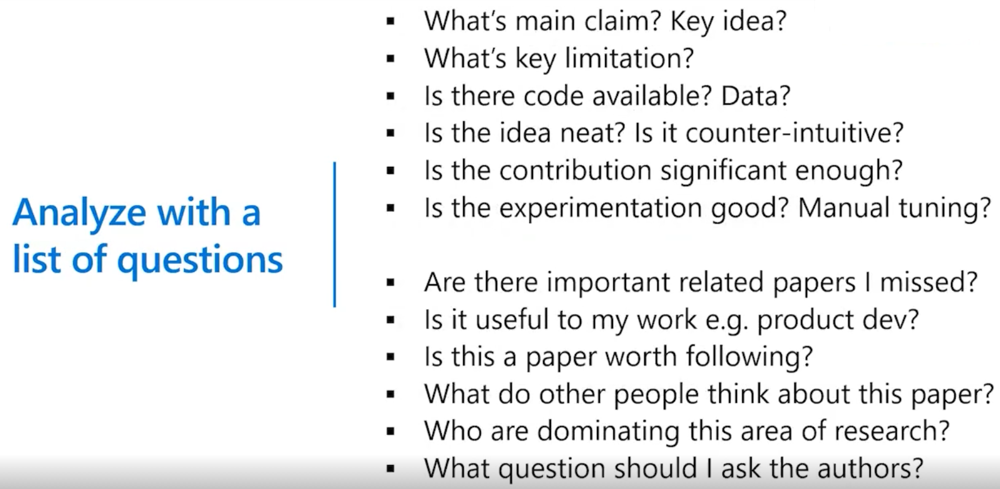 Analyze with a
list of questions
▪ What's main claim? Key idea?
▪ What's key limitation?
▪ Is there code available? Data?
▪ Is the idea neat? Is it counter-intuitive?
▪ Is the contribution significant enough?
▪ Is the experimentation good? Manual tuning?
▪ Are there important related papers I missed?
▪ Is it useful to my work e.g. product dev?
▪ Is this a paper worth following?
▪ What do other people think about this paper?
▪ Who are dominating this area of research?
▪ What question should I ask the authors?